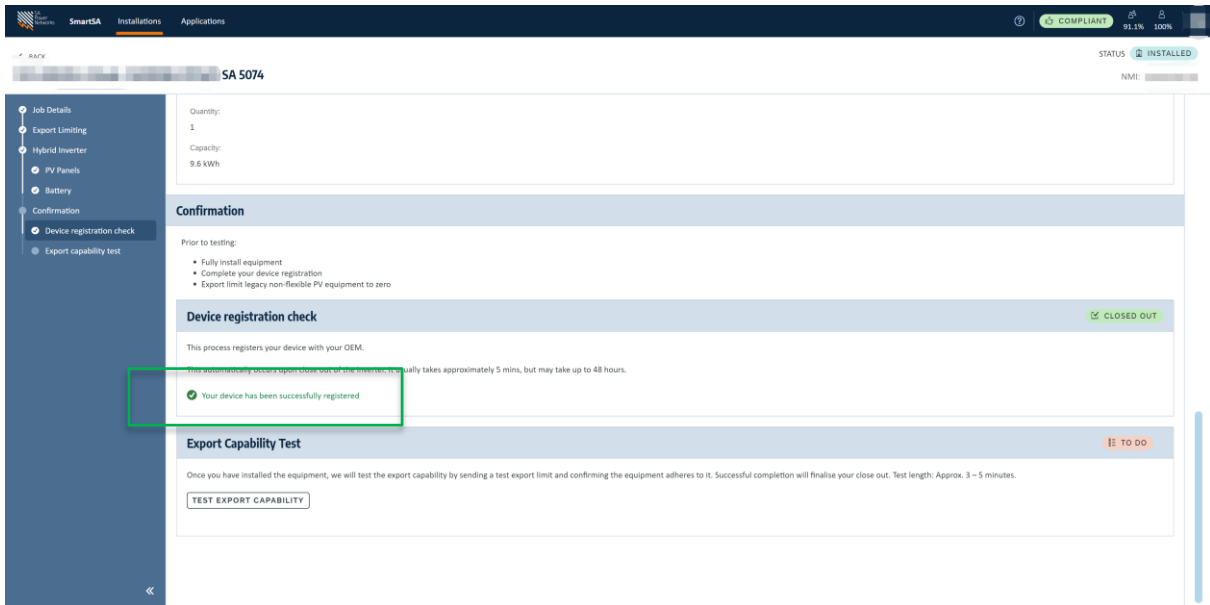 SA
Power
Networks
SmartSA
Installations
Applications
COMPLIANT
91.1%
100%
BACK
STATUS
INSTALLED
SA 5074
NMI:
Job Details
Export Limiting
Hybrid Inverter
PV Panels
Battery
Confirmation
Device registration check
Export capability test
Quantity:
1
Capacity:
9.6 kWh
Confirmation
Prior to testing:
• Fully install equipment
• Complete your device registration
• Export limit legacy non-flexible PV equipment to zero
Device registration check
CLOSED OUT
This process registers your device with your OEM.
This automatically occurs upon close out of the inverter. It usually takes approximately 5 mins, but may take up to 48 hours.
Your device has been successfully registered
Export Capability Test
TO DO
Once you have installed the equipment, we will test the export capability by sending a test export limit and confirming the equipment adheres to it. Successful completion will finalise your close out. Test length: Approx. 3 – 5 minutes.
TEST EXPORT CAPABILITY